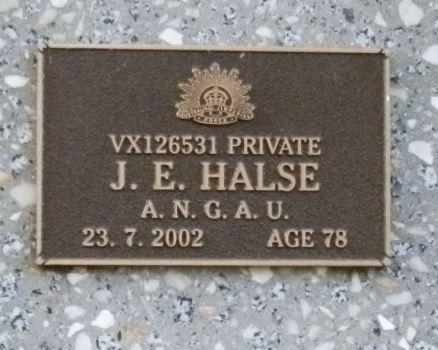 VX126531 PRIVATE
J. E. HALSE
A. N. G. A. U.
23. 7. 2002 AGE 78